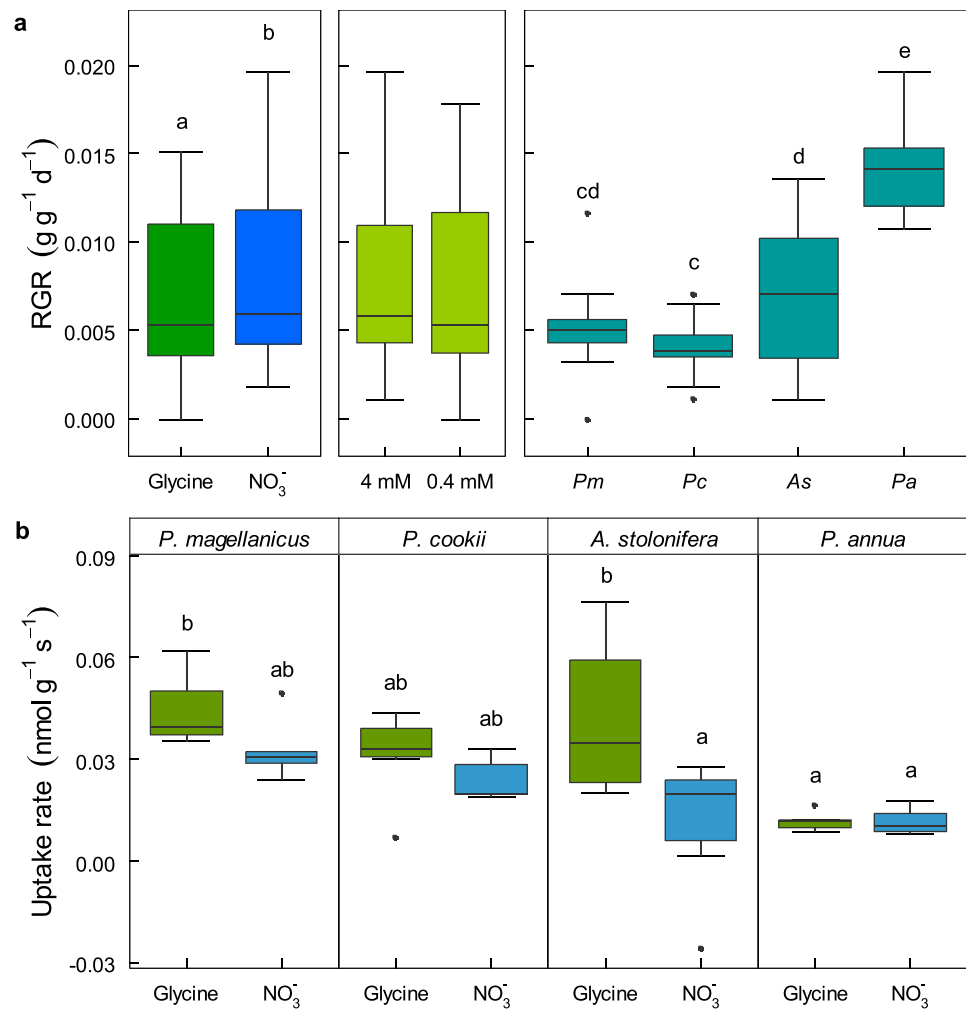 a
RGR (g g⁻¹ d⁻¹)
0.020
0.015
0.010
0.005
0.000
a
b
cd
c
d
e
Glycine NO₃⁻ 4 mM 0.4 mM Pm Pc As Pa
b
P. magellanicus P. cookii A. stolonifera P. annua
Uptake rate (nmol g⁻¹ s⁻¹)
0.09
0.06
0.03
0.00
-0.03
b
ab
ab
ab
b
a
a
a
Glycine NO₃⁻ Glycine NO₃⁻ Glycine NO₃⁻ Glycine NO₃⁻